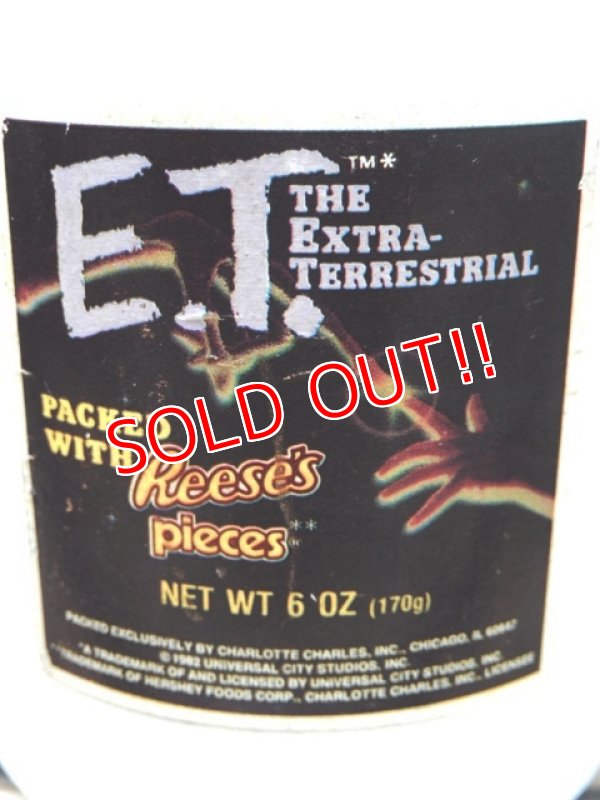 E.T. TM*
THE
EXTRA-
TERRESTRIAL
SOLD OUT!!
PACKED
WITH
Reese's
pieces**
NET WT 6 OZ (170g)
PACKED EXCLUSIVELY BY CHARLOTTE CHARLES, INC., CHICAGO, IL 60647
© 1982 UNIVERSAL CITY STUDIOS, INC.
*A TRADEMARK OF AND LICENSED BY UNIVERSAL CITY STUDIOS, INC.
**TRADEMARK OF HERSHEY FOODS CORP., CHARLOTTE CHARLES, INC., LICENSEE